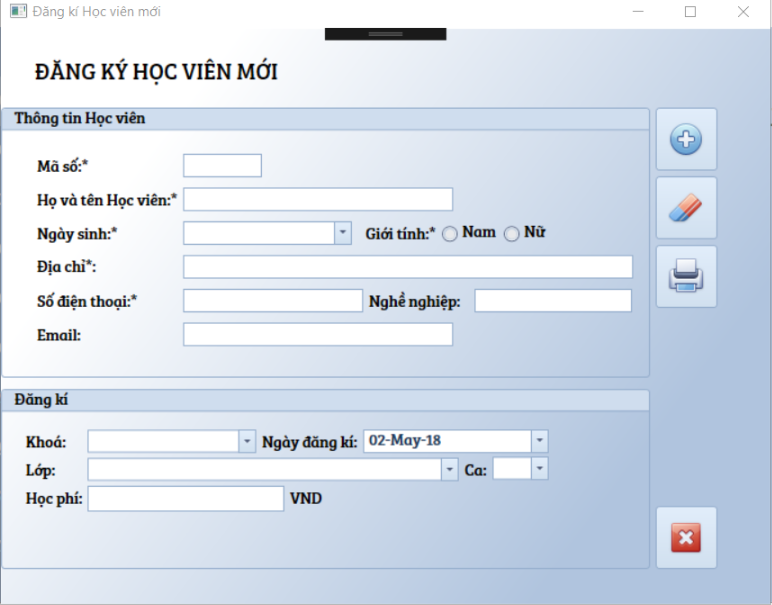 Đăng kí Học viên mới
ĐĂNG KÝ HỌC VIÊN MỚI
Thông tin Học viên
Mã số:*
Họ và tên Học viên:*
Ngày sinh:* Giới tính:* Nam Nữ
Địa chỉ*:
Số điện thoại:* Nghề nghiệp:
Email:
Đăng kí
Khoá: Ngày đăng kí: 02-May-18
Lớp: Ca:
Học phí: VND